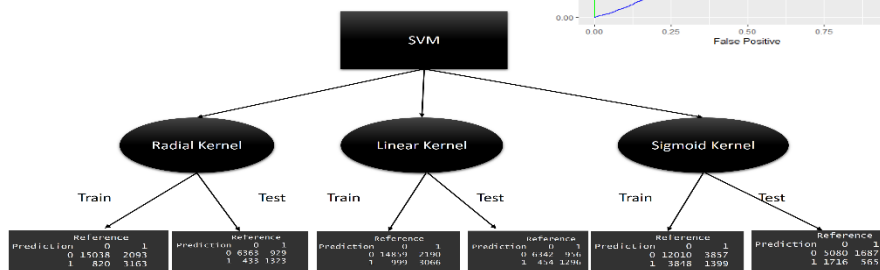 0.00
0.00 0.25 0.50 0.75
False Positive
SVM
Radial Kernel
Linear Kernel
Sigmoid Kernel
Train
Test
Train
Test
Train
Test
Reference
Prediction 0 1
0 15038 2093
1 820 3163
Reference
Prediction 0 1
0 6363 979
1 433 1273
Reference
Prediction 0 1
0 14859 2190
1 999 3066
Reference
Prediction 0 1
0 6342 956
1 454 1296
Reference
Prediction 0 1
0 12010 3857
1 3848 1399
Reference
Prediction 0 1
0 5080 1687
1 1716 565